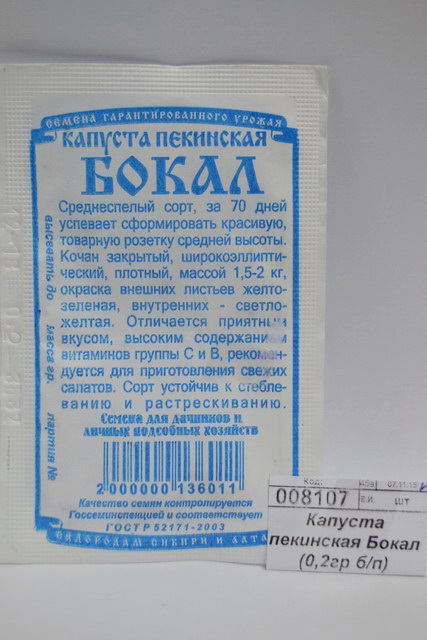 СЕМЕНА ГАРАНТИРОВАННОГО УРОЖАЯ
КАПУСТА ПЕКИНСКАЯ
БОКАЛ
Среднеспелый сорт, за 70 дней
успевает сформировать красивую,
товарную розетку средней высоты.
Кочан закрытый, широкоэллипти-
ческий, плотный, массой 1,5-2 кг,
окраска внешних листьев желто-
зеленая, внутренних - светло-
желтая. Отличается приятным
вкусом, высоким содержанием
витаминов группы С и В, рекомен-
дуется для приготовления свежих
салатов. Сорт устойчив к стебле-
ванию и растрескиванию.
Семена для дачников и
личных подсобных хозяйств
2 000000 136011
Качество семян контролируется
Госсеминспекцией и соответствует
ГОСТ Р 52171-2003
высевать до
масса гр.
партия №
Код:
008107
Е.И.
шт
Капуста
пекинская Бокал
(0,2гр б/п)